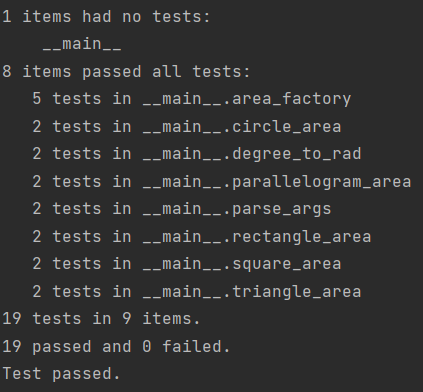 1 items had no tests:
    __main__
8 items passed all tests:
   5 tests in __main__.area_factory
   2 tests in __main__.circle_area
   2 tests in __main__.degree_to_rad
   2 tests in __main__.parallelogram_area
   2 tests in __main__.parse_args
   2 tests in __main__.rectangle_area
   2 tests in __main__.square_area
   2 tests in __main__.triangle_area
19 tests in 9 items.
19 passed and 0 failed.
Test passed.